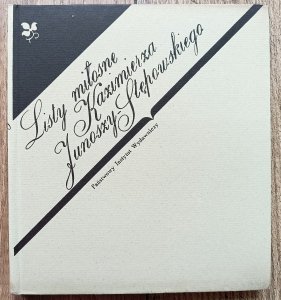 Listy miłosne
Kazimierza
Junoszy-Stępowskiego
Państwowy Instytut Wydawniczy